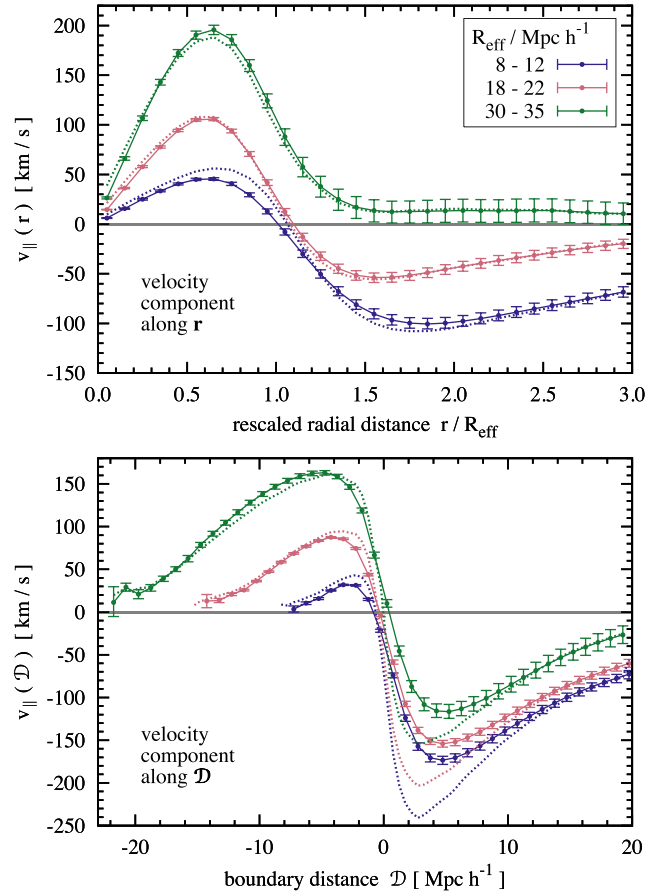 R_eff / Mpc h^-1
8 - 12
18 - 22
30 - 35
200
150
100
50
0
-50
-100
-150
v_∥ ( r ) [ km / s ]
velocity
component
along r
0.0 0.5 1.0 1.5 2.0 2.5 3.0
rescaled radial distance r / R_eff
150
100
50
0
-50
-100
-150
-200
-250
v_∥ ( 𝒟 ) [ km / s ]
velocity
component
along 𝒟
-20 -10 0 10 20
boundary distance 𝒟 [ Mpc h^-1 ]